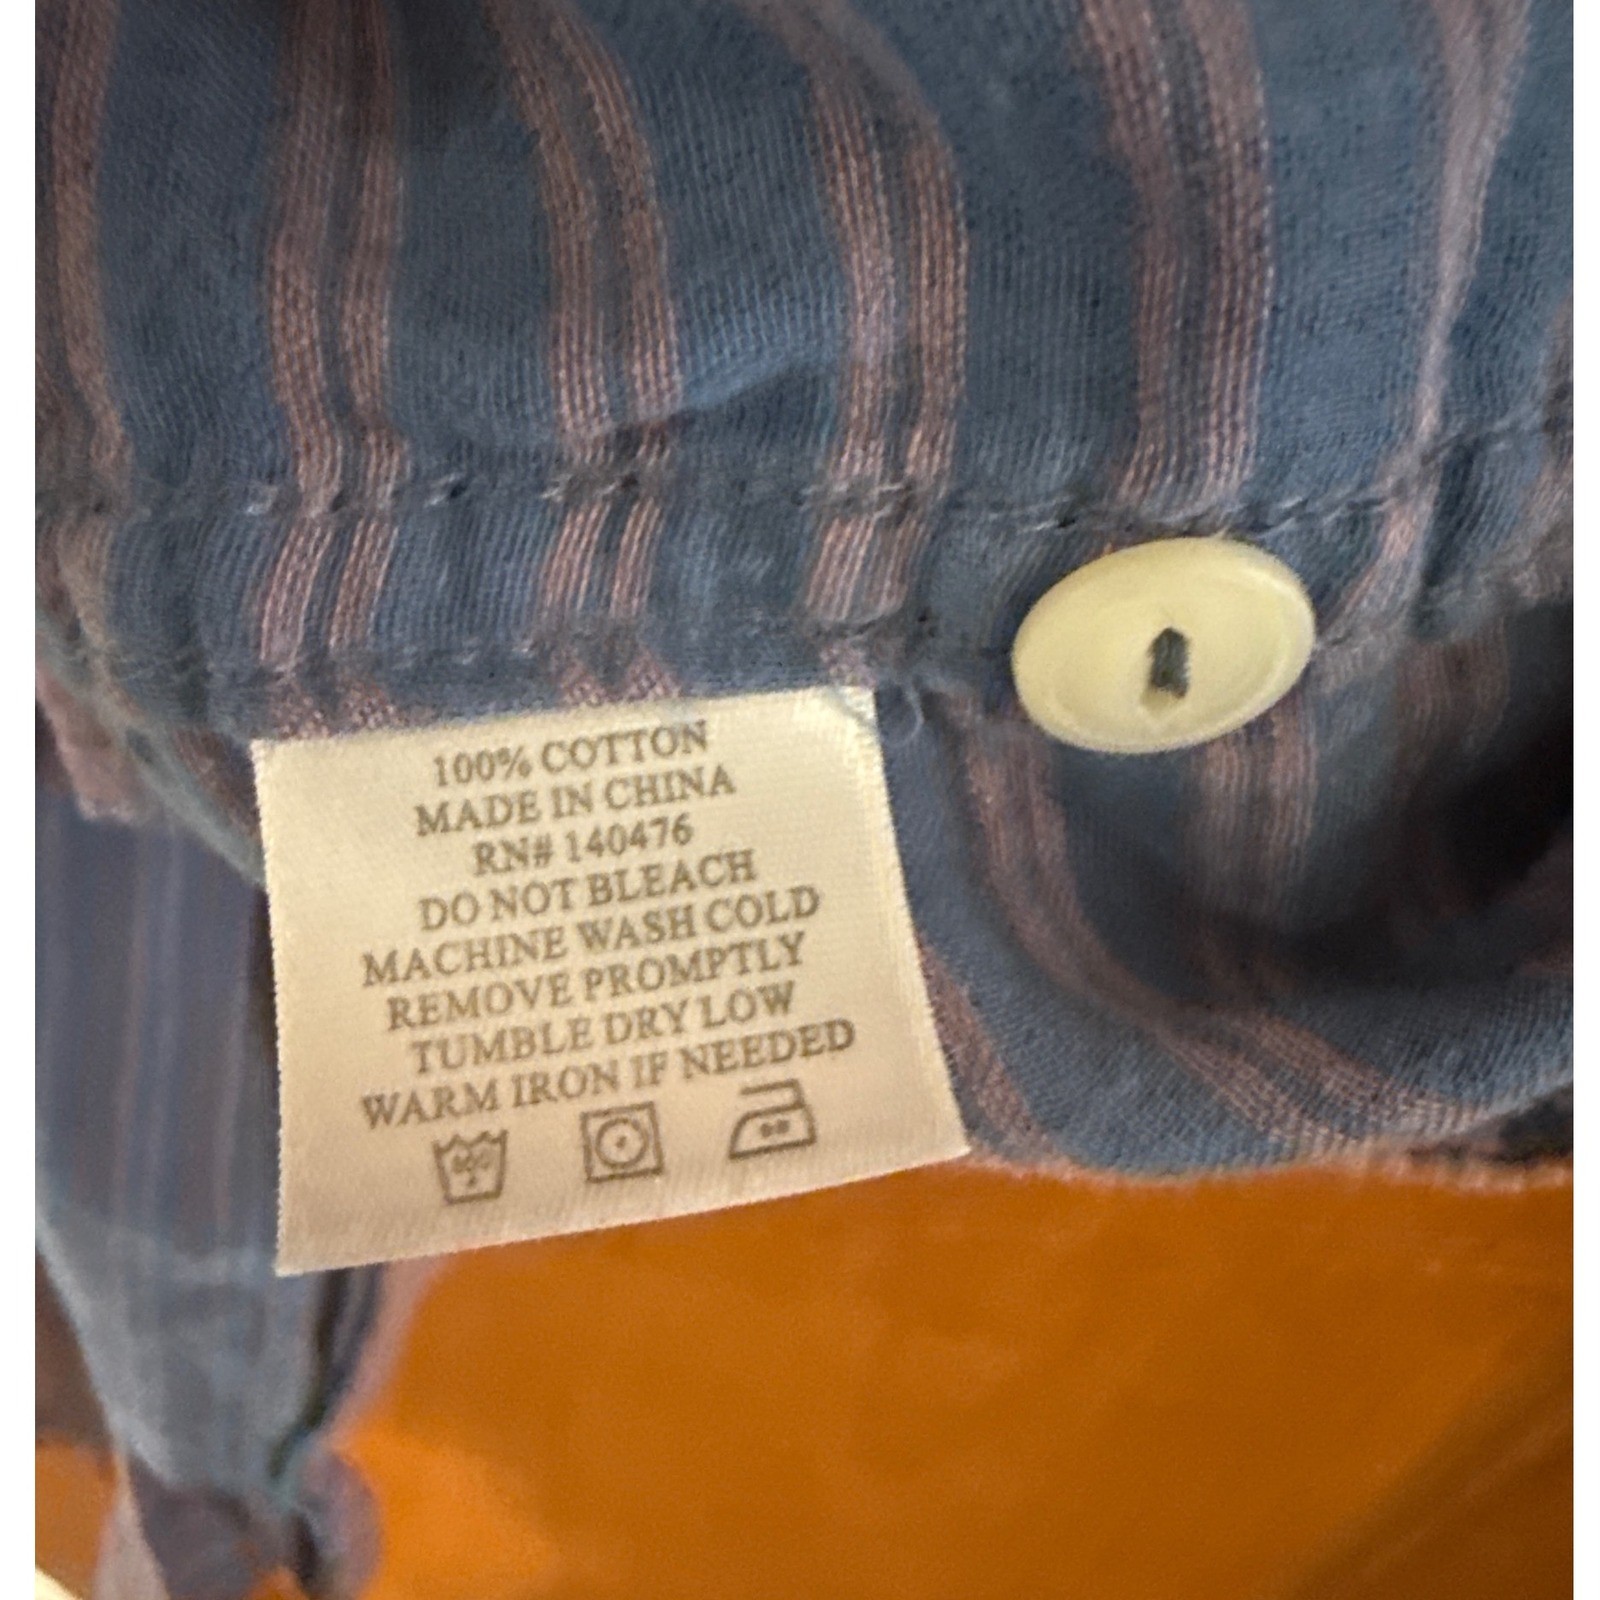 100% COTTON
MADE IN CHINA
RN# 140476
DO NOT BLEACH
MACHINE WASH COLD
REMOVE PROMPTLY
TUMBLE DRY LOW
WARM IRON IF NEEDED